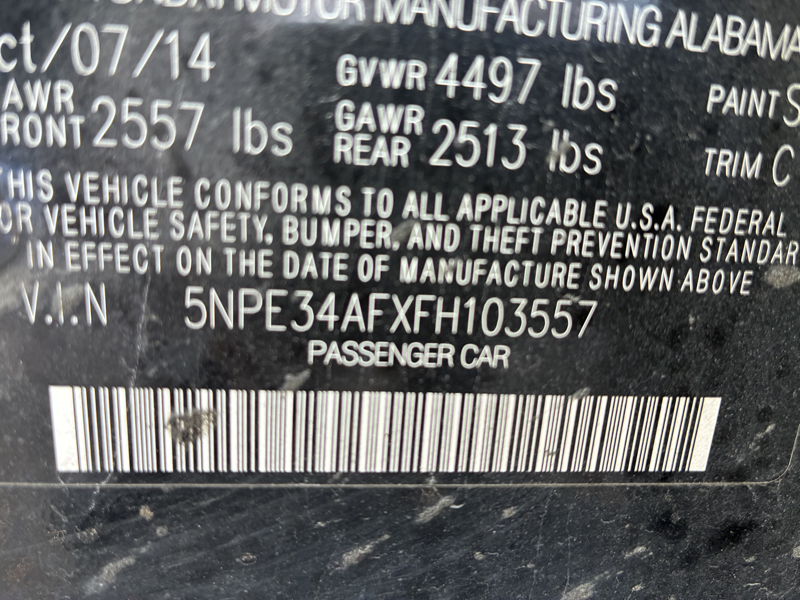 MOTOR MANUFACTURING ALABAMA
ct/07/14
GVWR 4497 lbs
PAINT S
AWR
RONT 2557 lbs
GAWR
REAR 2513 lbs
TRIM C
HIS VEHICLE CONFORMS TO ALL APPLICABLE U.S.A. FEDERAL
OR VEHICLE SAFETY, BUMPER, AND THEFT PREVENTION STANDAR
IN EFFECT ON THE DATE OF MANUFACTURE SHOWN ABOVE
V.I.N 5NPE34AFXFH103557
PASSENGER CAR